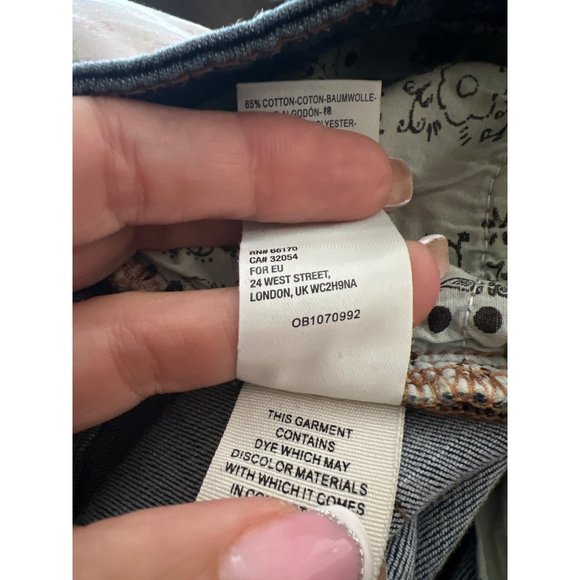 65% COTTON-COTON-BAUMWOLLE-
ALGODÓN-棉
RN# 66170
CA# 32054
FOR EU
24 WEST STREET,
LONDON, UK WC2H9NA
OB1070992
THIS GARMENT
CONTAINS
DYE WHICH MAY
DISCOLOR MATERIALS
WITH WHICH IT COMES
IN